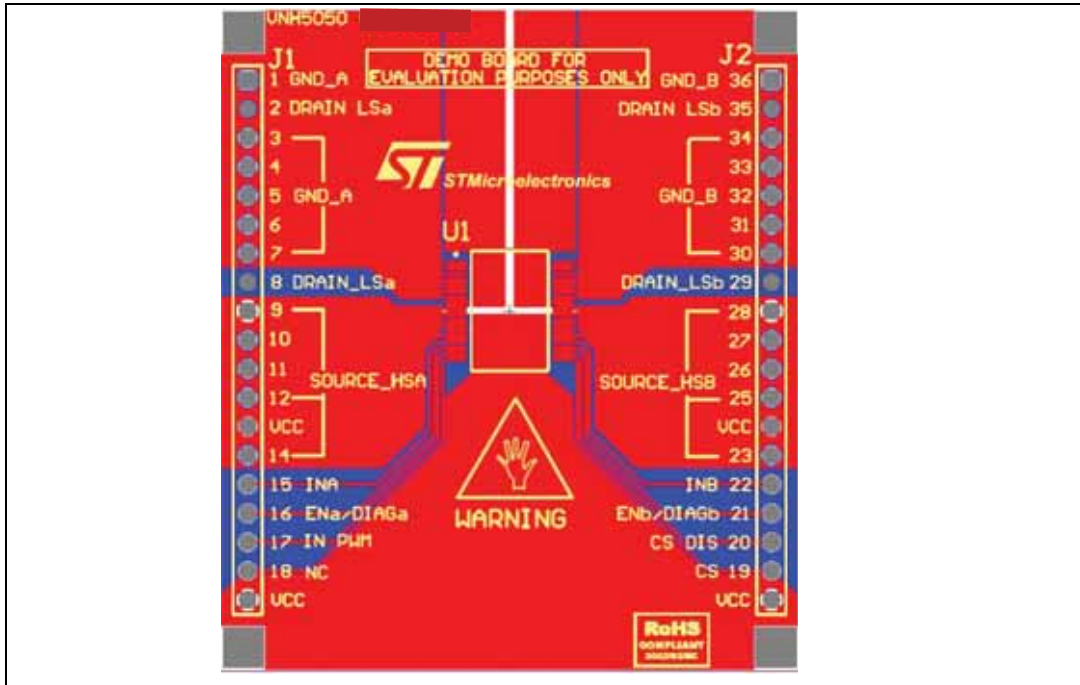 VNH5050
DEMO BOARD FOR
EVALUATION PURPOSES ONLY
J1
1 GND_A
2 DRAIN LSa
3
4
5 GND_A
6
7
8 DRAIN_LSa
9
10
11
SOURCE_HSA
12
VCC
14
15 INA
16 ENa/DIAGa
17 IN PWM
18 NC
VCC
ST
STMicroelectronics
U1
WARNING
J2
GND_B 36
DRAIN LSb 35
34
33
GND_B 32
31
30
DRAIN_LSb 29
28
27
26
SOURCE_HSB
25
VCC
23
INB 22
ENb/DIAGb 21
CS DIS 20
CS 19
VCC
RoHS
COMPLIANT